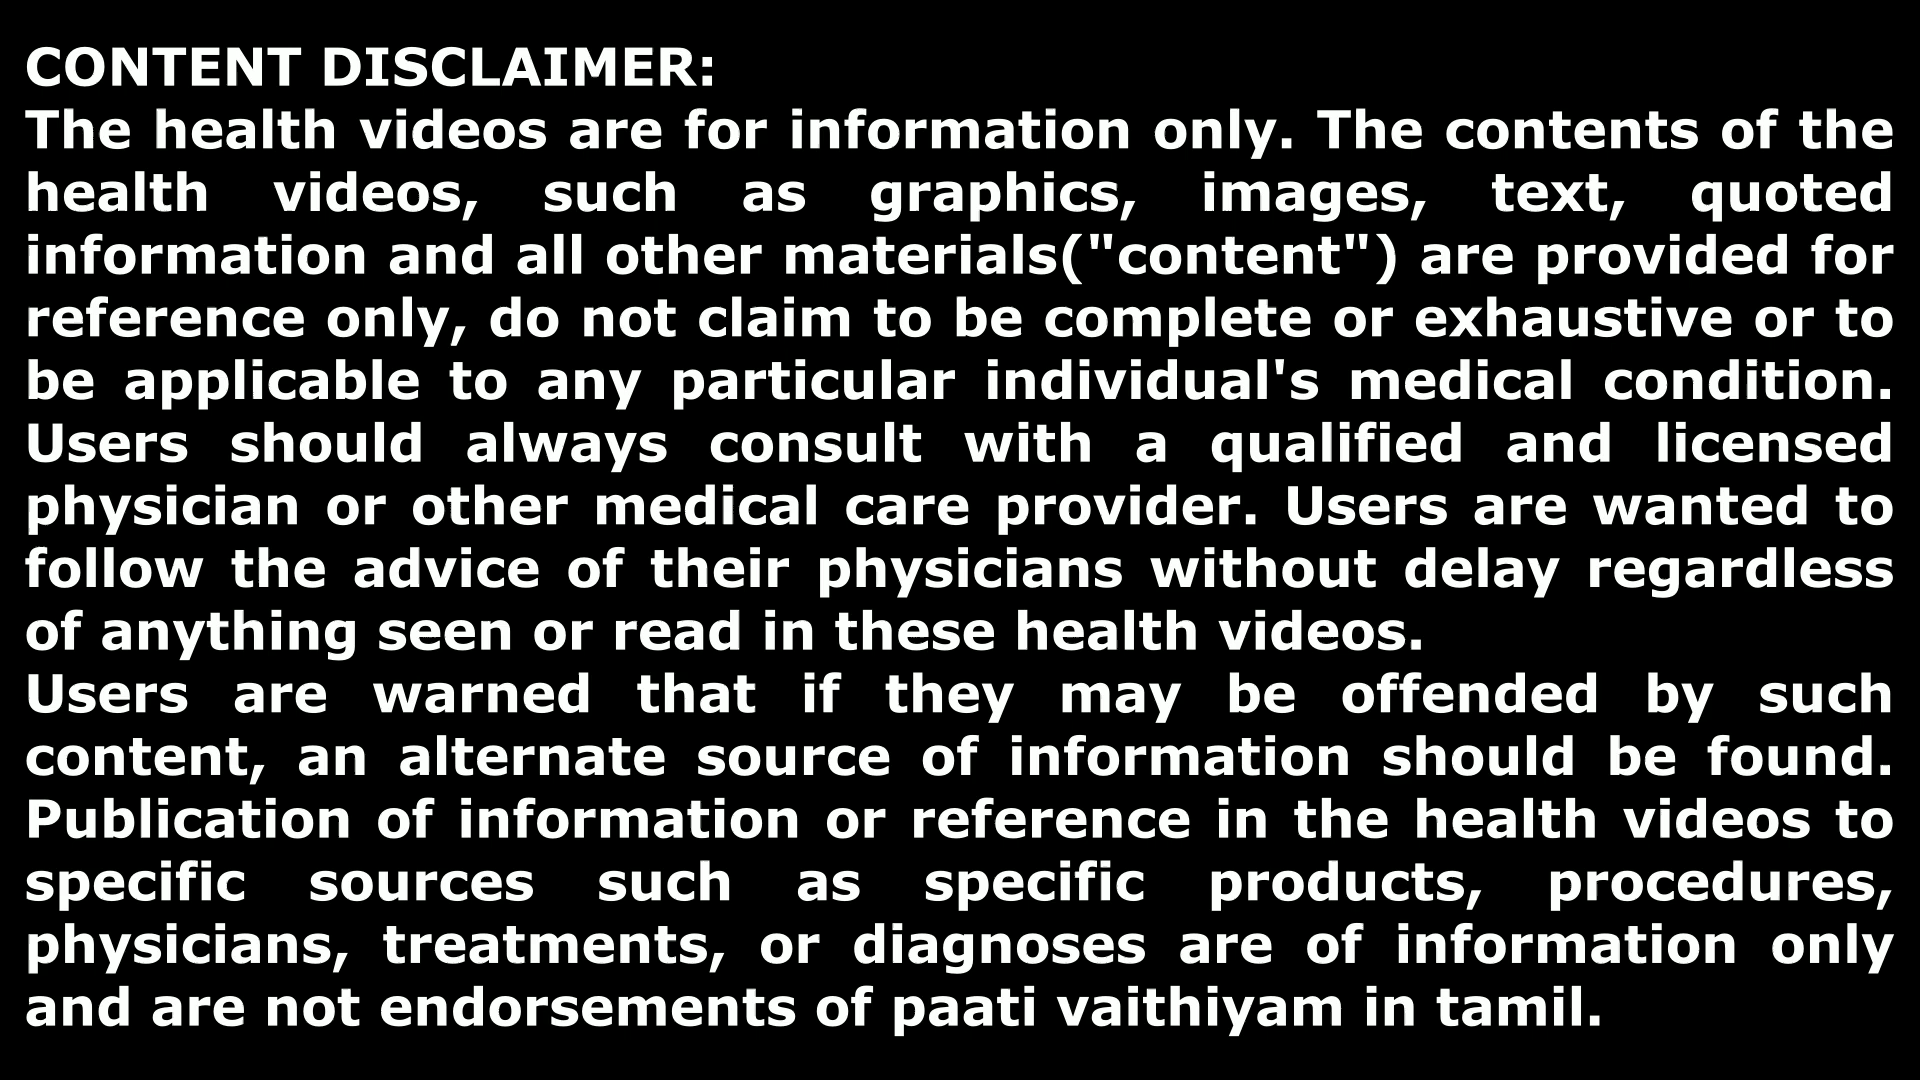 CONTENT DISCLAIMER:
The health videos are for information only. The contents of the
health videos, such as graphics, images, text, quoted
information and all other materials("content") are provided for
reference only, do not claim to be complete or exhaustive or to
be applicable to any particular individual's medical condition.
Users should always consult with a qualified and licensed
physician or other medical care provider. Users are wanted to
follow the advice of their physicians without delay regardless
of anything seen or read in these health videos.
Users are warned that if they may be offended by such
content, an alternate source of information should be found.
Publication of information or reference in the health videos to
specific sources such as specific products, procedures,
physicians, treatments, or diagnoses are of information only
and are not endorsements of paati vaithiyam in tamil.